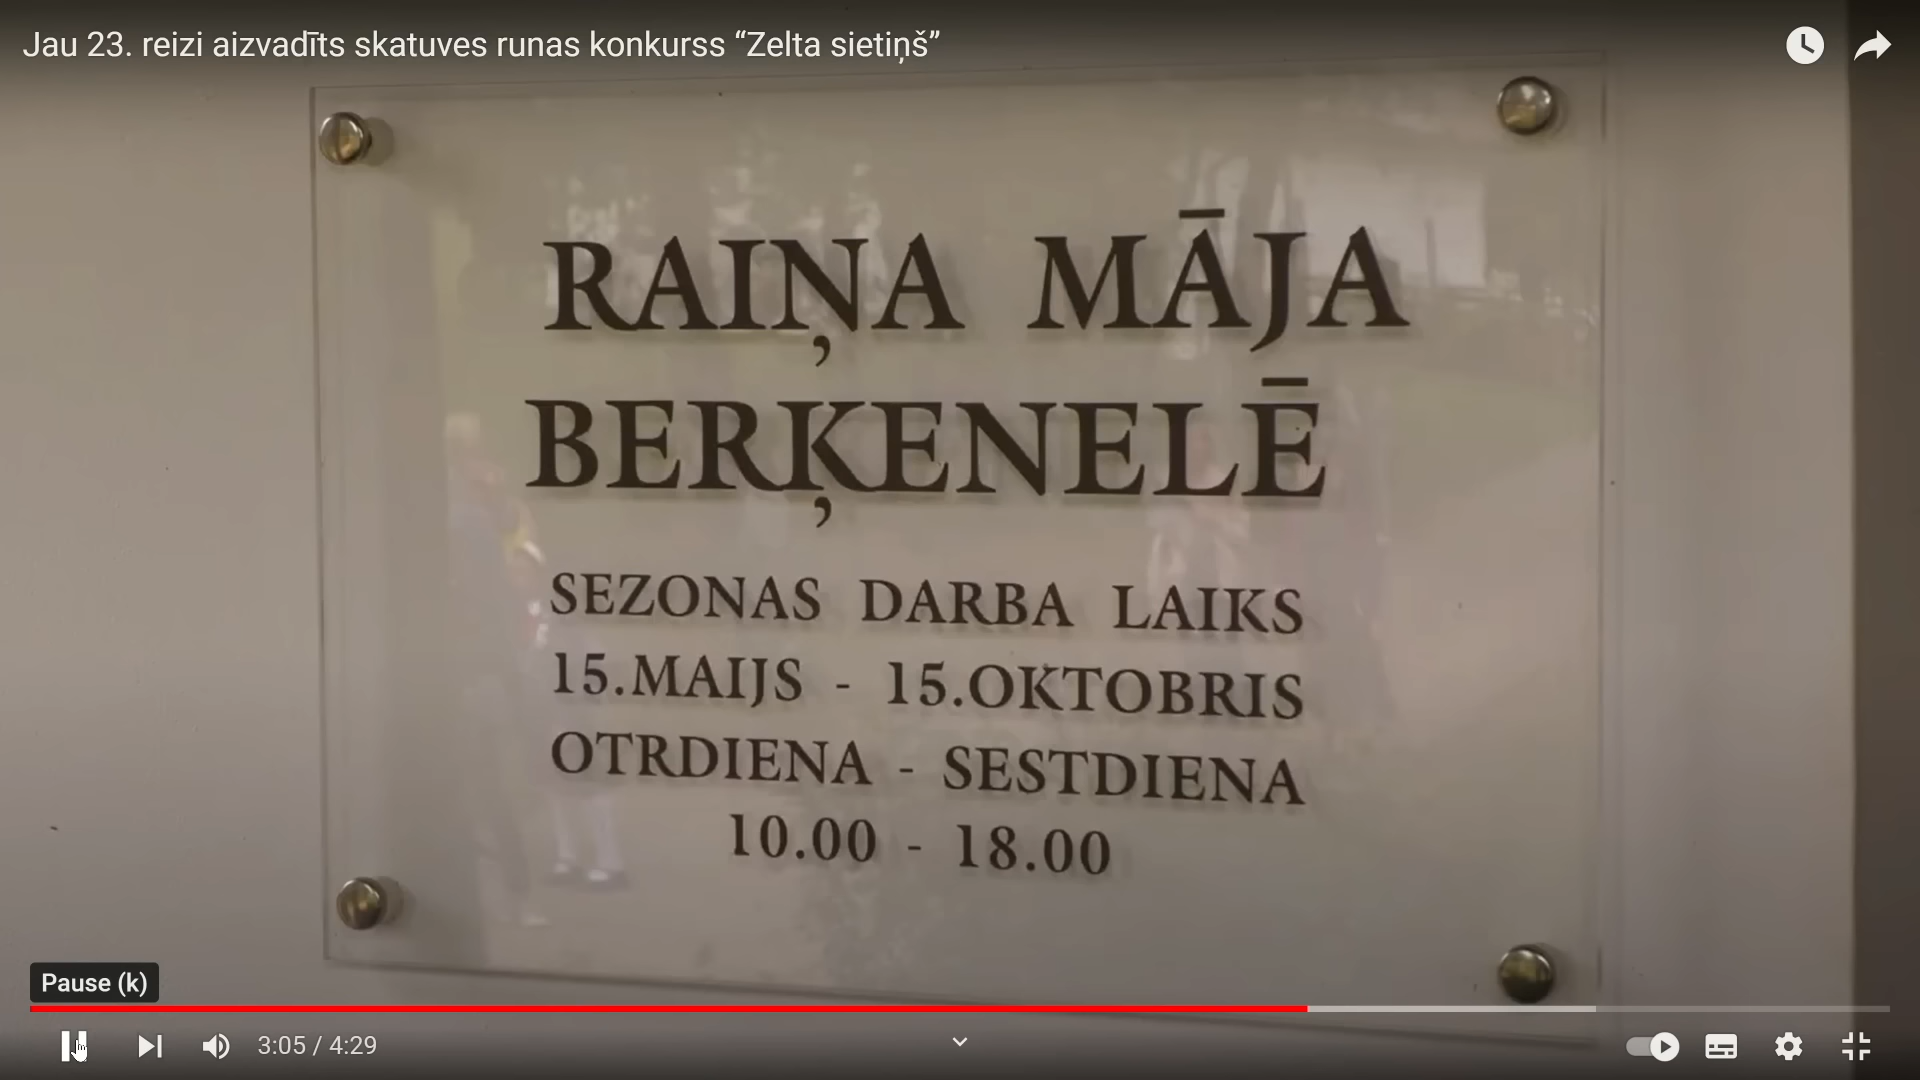 Jau 23. reizi aizvadīts skatuves runas konkurss “Zelta sietiņš”
RAIŅA MĀJA
BERĶENELĒ
SEZONAS DARBA LAIKS
15.MAIJS - 15.OKTOBRIS
OTRDIENA - SESTDIENA
10.00 - 18.00
Pause (k)
3:05 / 4:29